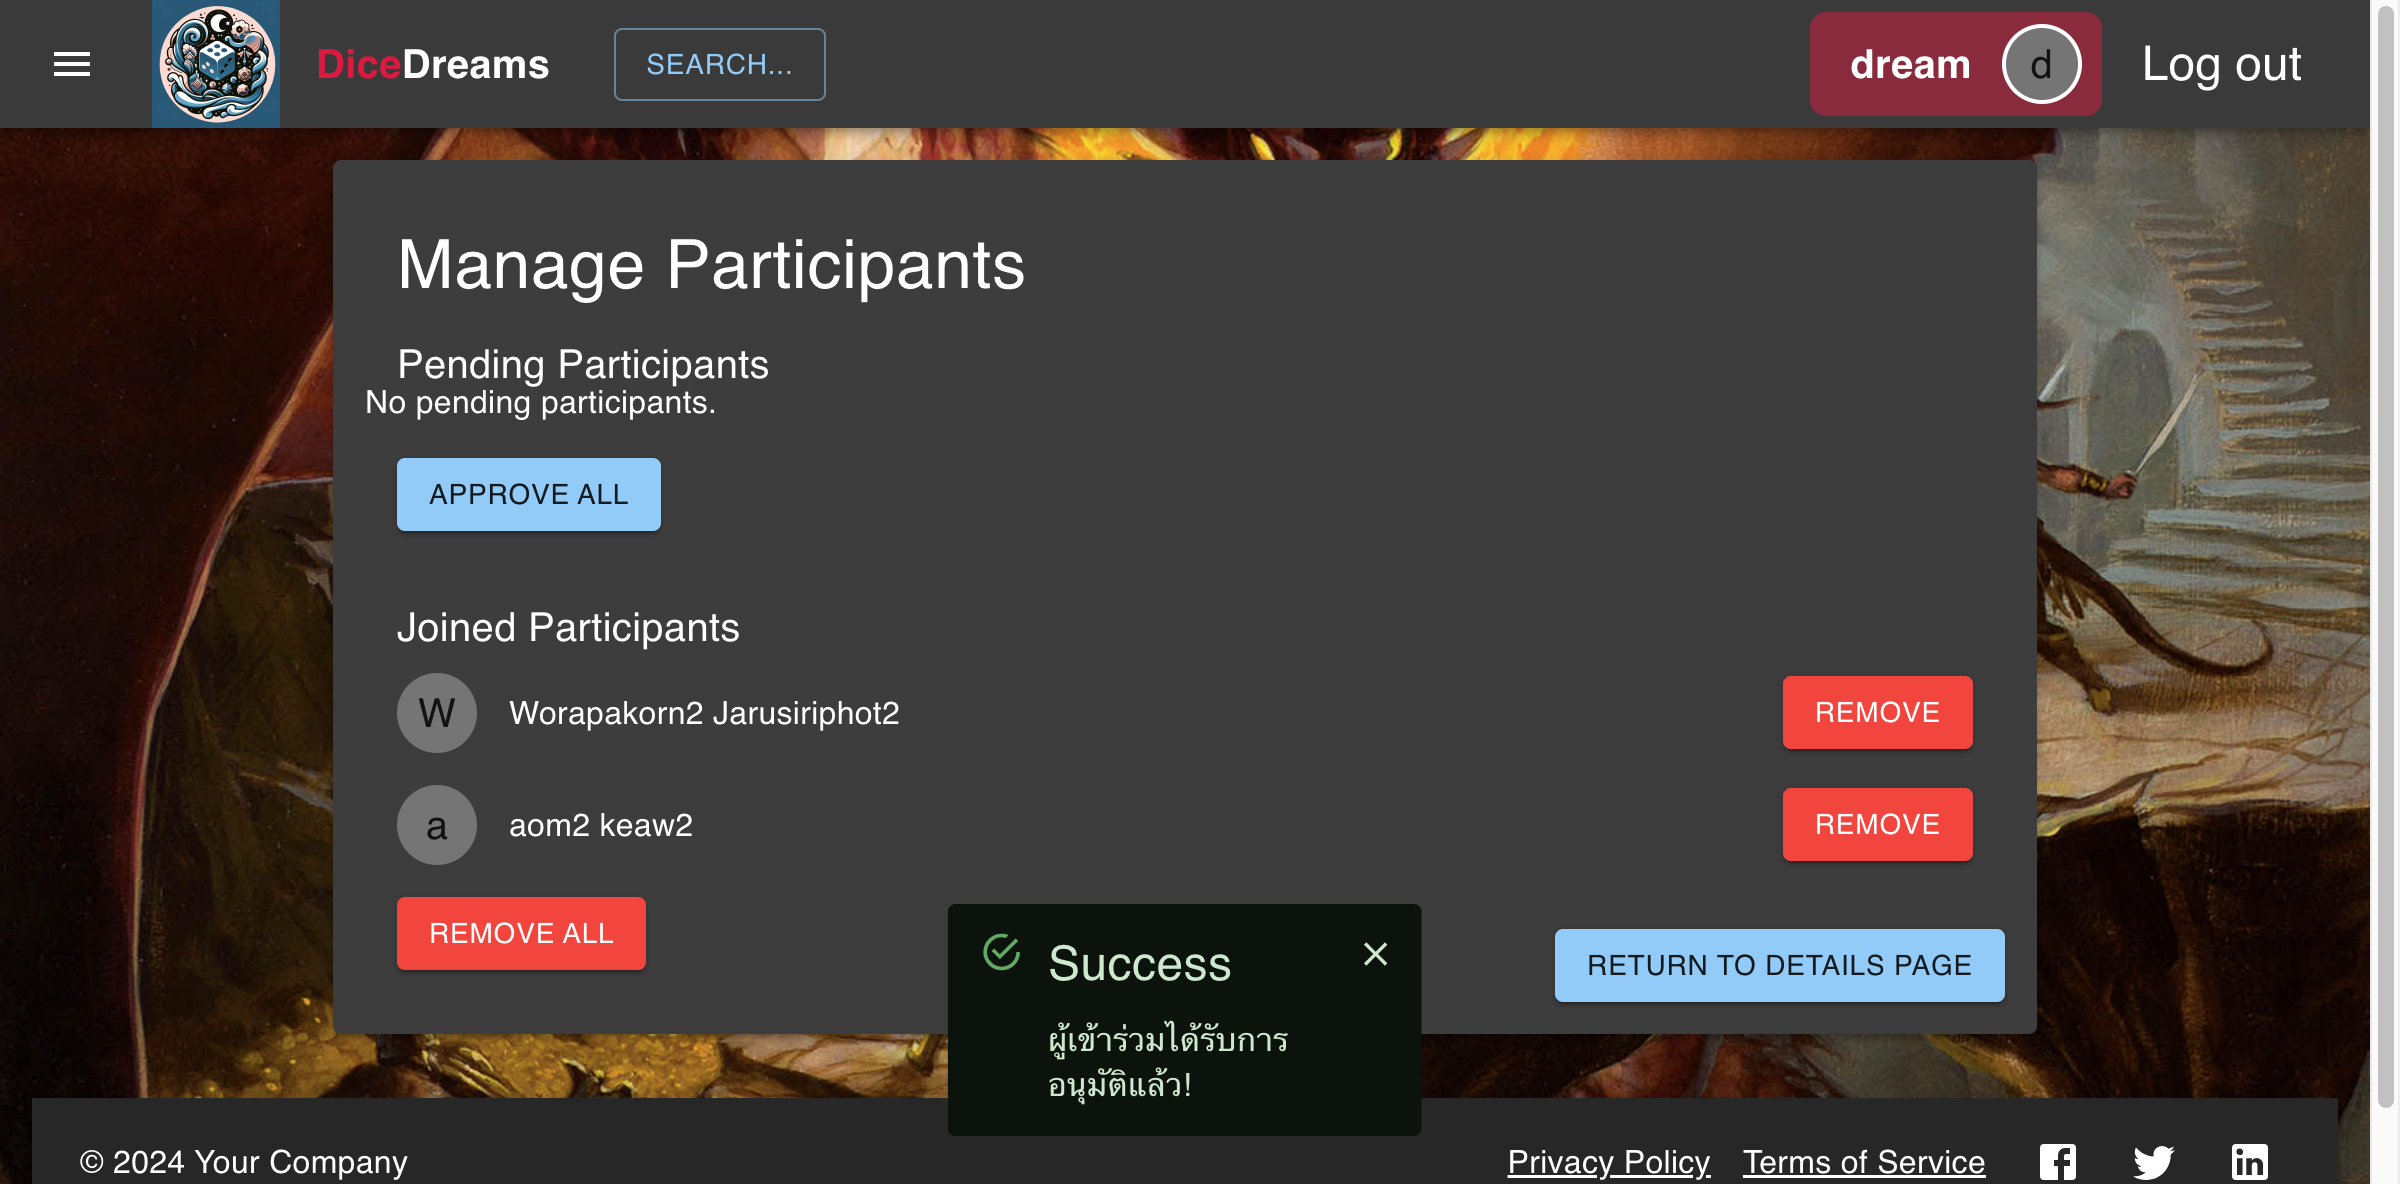 DiceDreams
SEARCH...
dream
d
Log out
Manage Participants
Pending Participants
No pending participants.
APPROVE ALL
Joined Participants
W
Worapakorn2 Jarusiriphot2
REMOVE
a
aom2 keaw2
REMOVE
REMOVE ALL
Success
ผู้เข้าร่วมได้รับการ
อนุมัติแล้ว!
RETURN TO DETAILS PAGE
© 2024 Your Company
Privacy Policy
Terms of Service